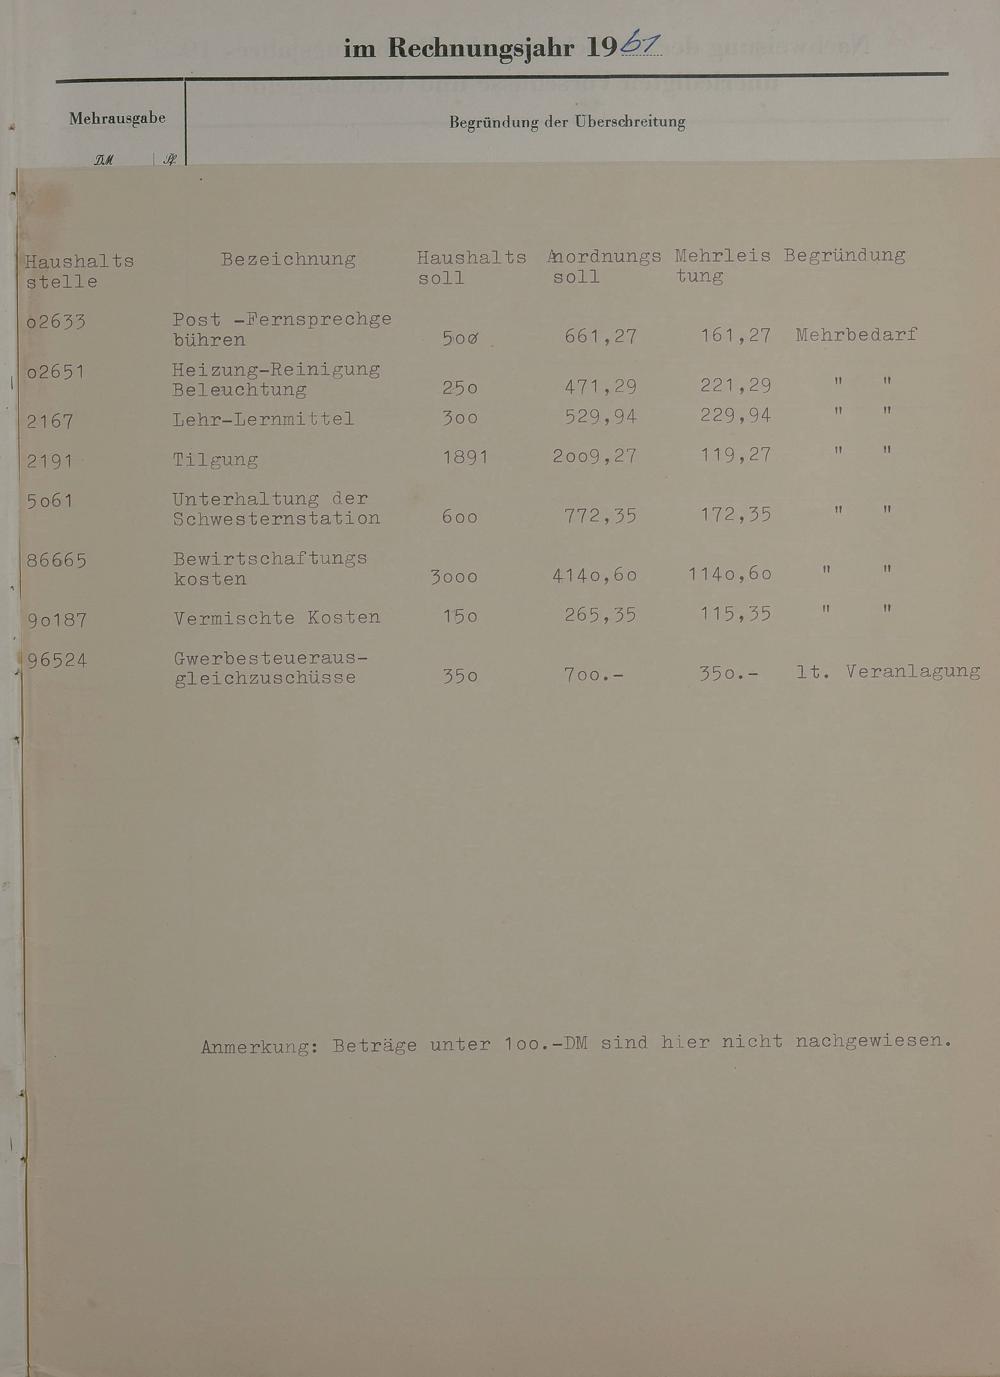 im Rechnungsjahr 1961
Mehrausgabe
Begründung der Überschreitung
DM Pf.
Haushalts Bezeichnung Haushalts Anordnungs Mehrleis Begründung
stelle soll soll tung
o2633 Post -Fernsprechge
bühren 5oo 661,27 161,27 Mehrbedarf
o2651 Heizung-Reinigung
Beleuchtung 25o 471,29 221,29 " "
2167 Lehr-Lernmittel 3oo 529,94 229,94 " "
2191 Tilgung 1891 2oo9,27 119,27 " "
5o61 Unterhaltung der
Schwesternstation 6oo 772,35 172,35 " "
86665 Bewirtschaftungs
kosten 3ooo 414o,6o 114o,6o " "
9o187 Vermischte Kosten 15o 265,35 115,35 " "
96524 Gwerbesteueraus-
gleichzuschüsse 35o 7oo.- 35o.- lt. Veranlagung
Anmerkung: Beträge unter 1oo.-DM sind hier nicht nachgewiesen.